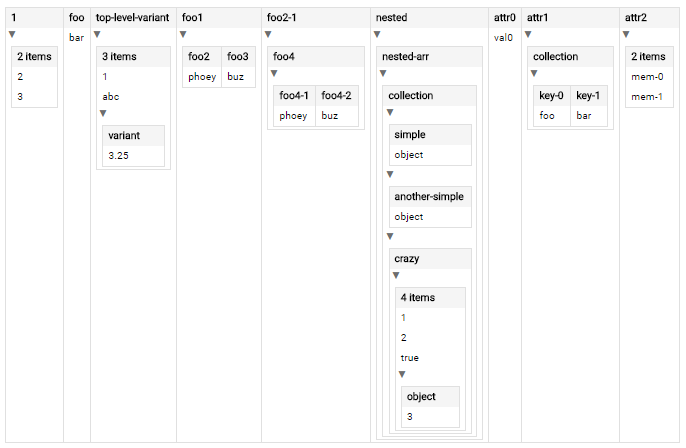 1 foo top-level-variant foo1 foo2-1 nested attr0 attr1 attr2
▼ bar ▼ ▼ ▼ ▼ val0 ▼ ▼
2 items 3 items foo2 foo3 foo4 nested-arr collection 2 items
2 1 phoey buz ▼ ▼ ▼ mem-0
3 abc foo4-1 foo4-2 collection key-0 key-1 mem-1
▼ phoey buz ▼ foo bar
variant simple
3.25 object
▼
another-simple
object
▼
crazy
▼
4 items
1
2
true
▼
object
3